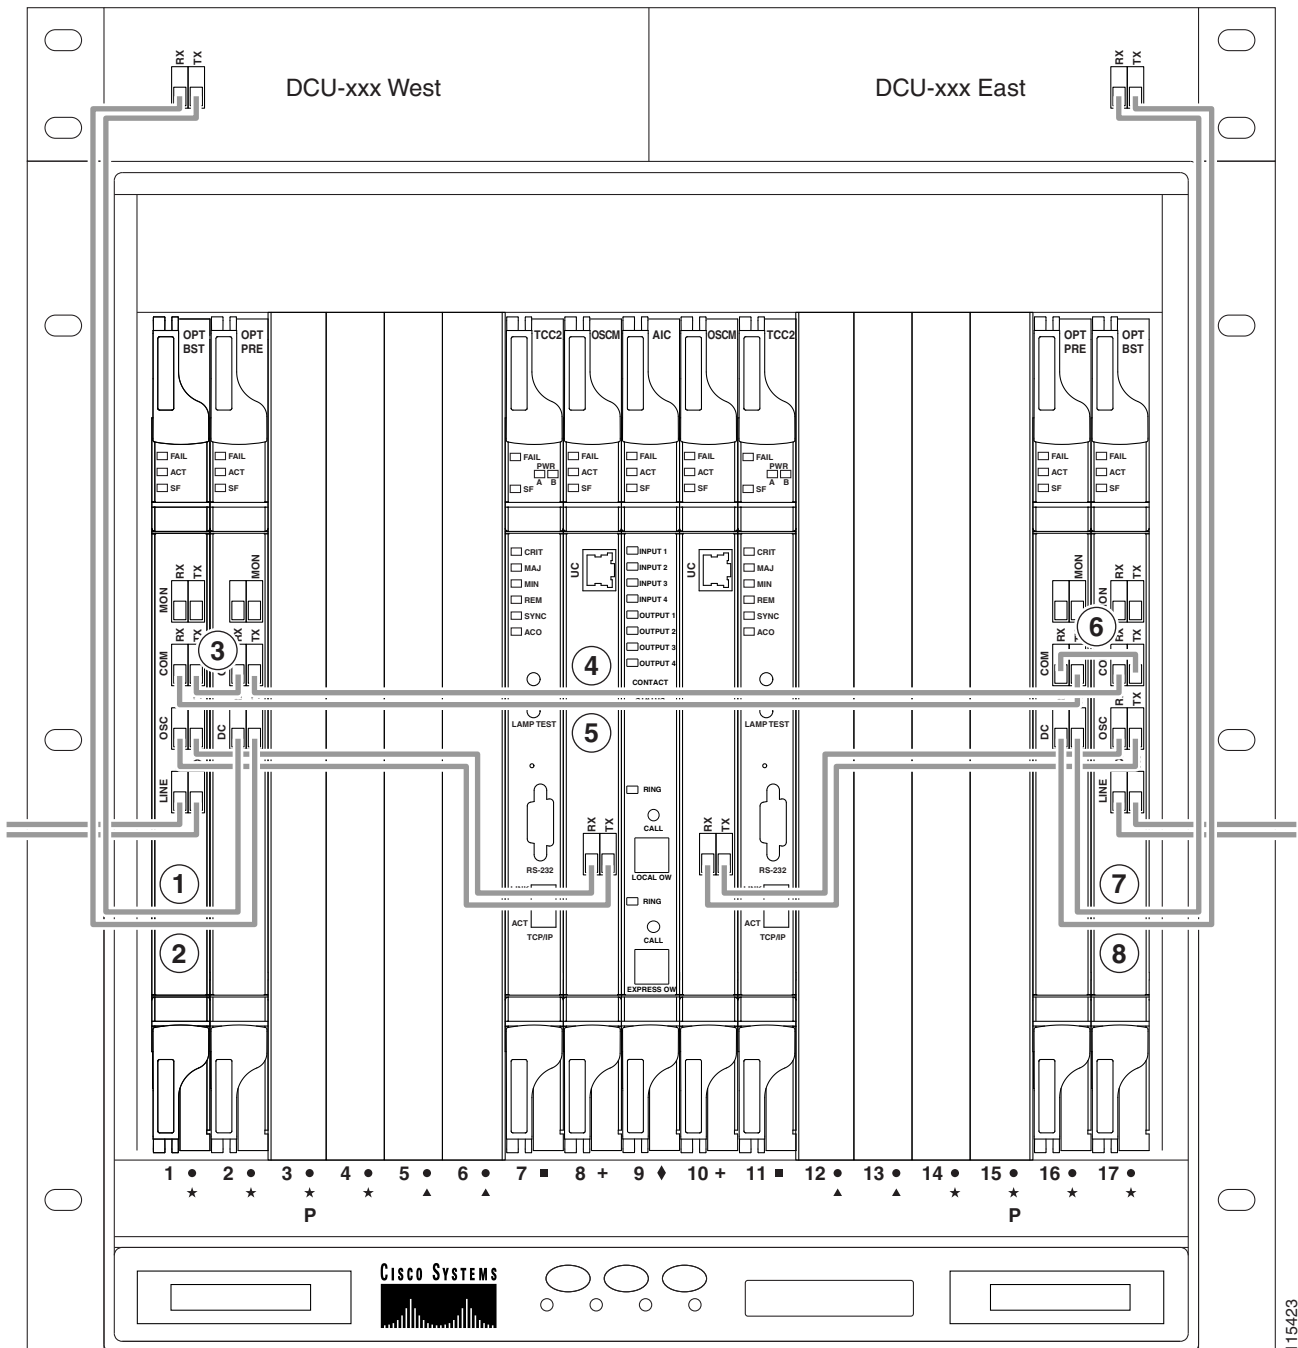 RX TX
DCU-xxx West
DCU-xxx East
RX TX
OPT BST
OPT PRE
TCC2
OSCM
AIC
OSCM
TCC2
OPT PRE
OPT BST
FAIL
ACT
SF
FAIL
ACT
SF
FAIL
PWR
A B
SF
FAIL
ACT
SF
FAIL
ACT
SF
FAIL
ACT
SF
FAIL
PWR
A B
SF
FAIL
ACT
SF
FAIL
ACT
SF
MON
RX TX
MON
COM
RX TX
3
RX TX
OSC
DC
LINE
1
2
CRIT
MAJ
MIN
REM
SYNC
ACO
LAMP TEST
RS-232
LINK
ACT
TCP/IP
UC
4
5
RX TX
INPUT 1
INPUT 2
INPUT 3
INPUT 4
OUTPUT 1
OUTPUT 2
OUTPUT 3
OUTPUT 4
CONTACT
RING
CALL
LOCAL OW
RING
CALL
EXPRESS OW
UC
RX TX
CRIT
MAJ
MIN
REM
SYNC
ACO
LAMP TEST
RS-232
LINK
ACT
TCP/IP
MON
RX TX
6
COM
RX
DC
OSC
TX
LINE
7
8
1 ● 2 ● 3 ● 4 ● 5 ● 6 ● 7 ■ 8 + 9 ♦ 10 + 11 ■ 12 ● 13 ● 14 ● 15 ● 16 ● 17 ●
★ ★ ★ ★ ▲ ▲ ▲ ▲ ★ ★ ★ ★
P P
CISCO SYSTEMS
115423